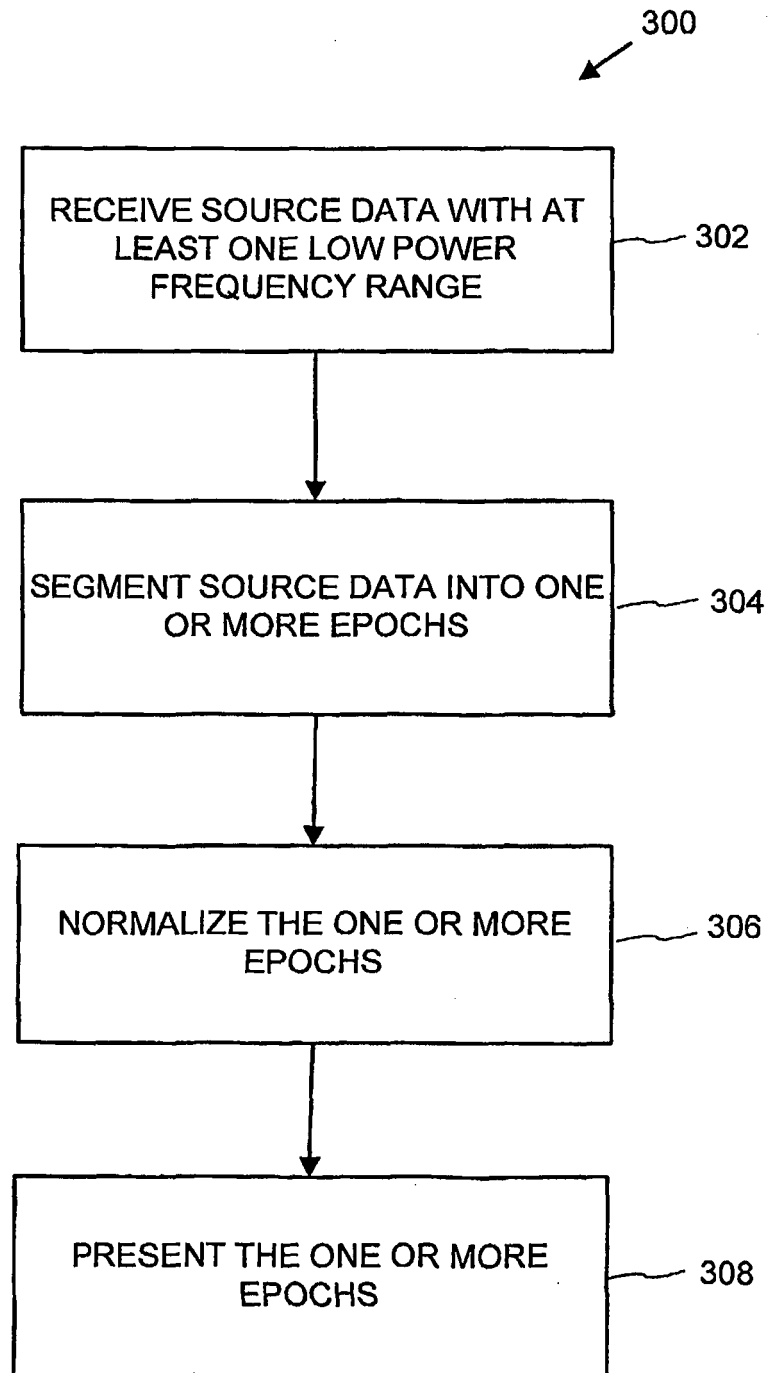 300
RECEIVE SOURCE DATA WITH AT
LEAST ONE LOW POWER
FREQUENCY RANGE
302
SEGMENT SOURCE DATA INTO ONE
OR MORE EPOCHS
304
NORMALIZE THE ONE OR MORE
EPOCHS
306
PRESENT THE ONE OR MORE
EPOCHS
308